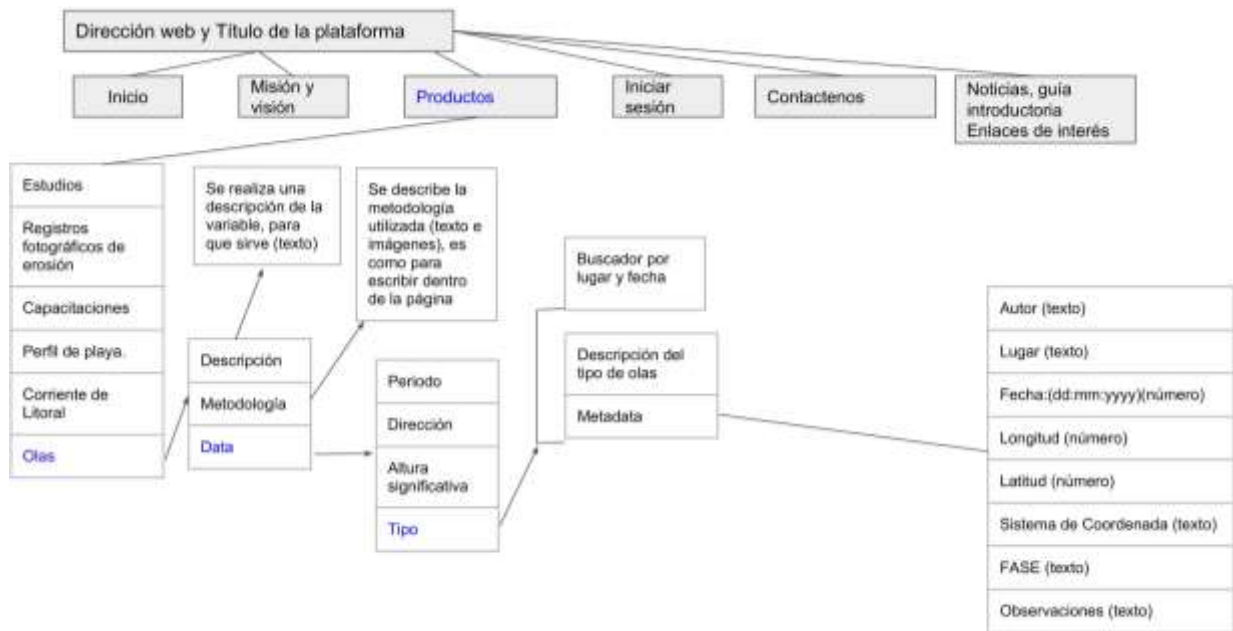 Dirección web y Título de la plataforma
Inicio
Misión y
visión
Productos
Iniciar
sesión
Contactenos
Noticias, guía
introductoria
Enlaces de interés
Estudios
Registros
fotográficos de
erosión
Capacitaciones
Perfil de playa.
Corriente de
Litoral
Olas
Se realiza una
descripción de la
variable, para
que sirve (texto)
Se describe la
metodología
utilizada (texto e
imágenes), es
como para
escribir dentro
de la página
Descripción
Metodología
Data
Periodo
Dirección
Altura
significativa
Tipo
Buscador por
lugar y fecha
Descripción del
tipo de olas
Metadata
Autor (texto)
Lugar (texto)
Fecha:(dd:mm:yyyy)(número)
Longitud (número)
Latitud (número)
Sistema de Coordenada (texto)
FASE (texto)
Observaciones (texto)